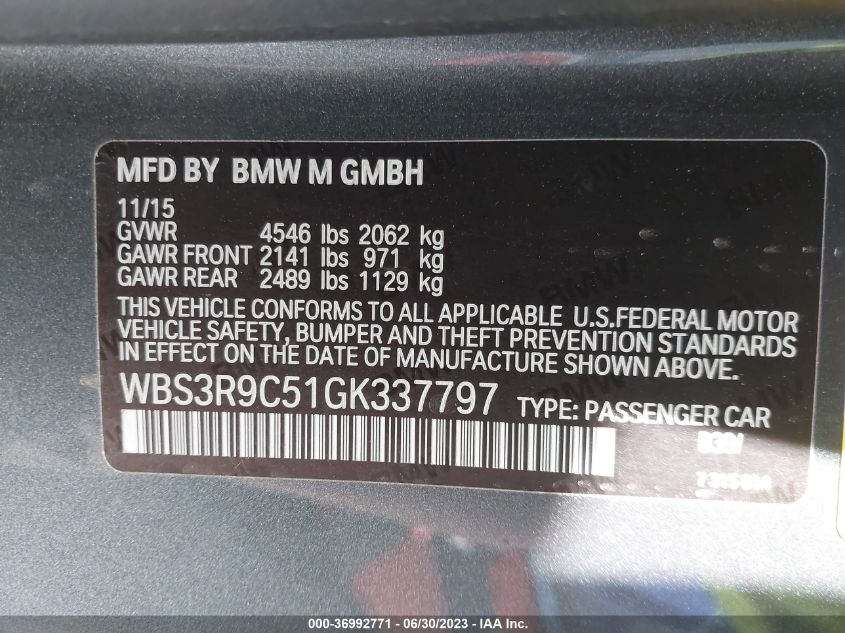 MFD BY BMW M GMBH
11/15
GVWR 4546 lbs 2062 kg
GAWR FRONT 2141 lbs 971 kg
GAWR REAR 2489 lbs 1129 kg
THIS VEHICLE CONFORMS TO ALL APPLICABLE U.S.FEDERAL MOTOR
VEHICLE SAFETY, BUMPER AND THEFT PREVENTION STANDARDS
IN EFFECT ON THE DATE OF MANUFACTURE SHOWN ABOVE.
WBS3R9C51GK337797 TYPE: PASSENGER CAR
000-36992771 - 06/30/2023 - IAA Inc.